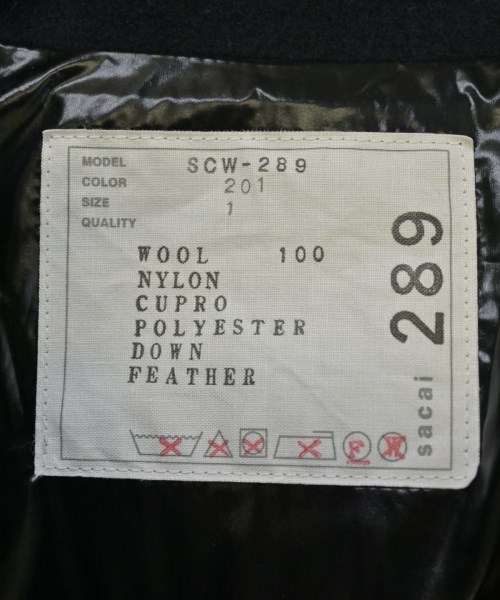 MODEL SCW-289
COLOR 201
SIZE 1
QUALITY
WOOL 100
NYLON
CUPRO
POLYESTER
DOWN
FEATHER
sacai 289
F
W